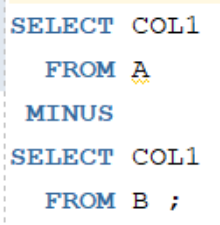 SELECT COL1
FROM A
MINUS
SELECT COL1
FROM B ;